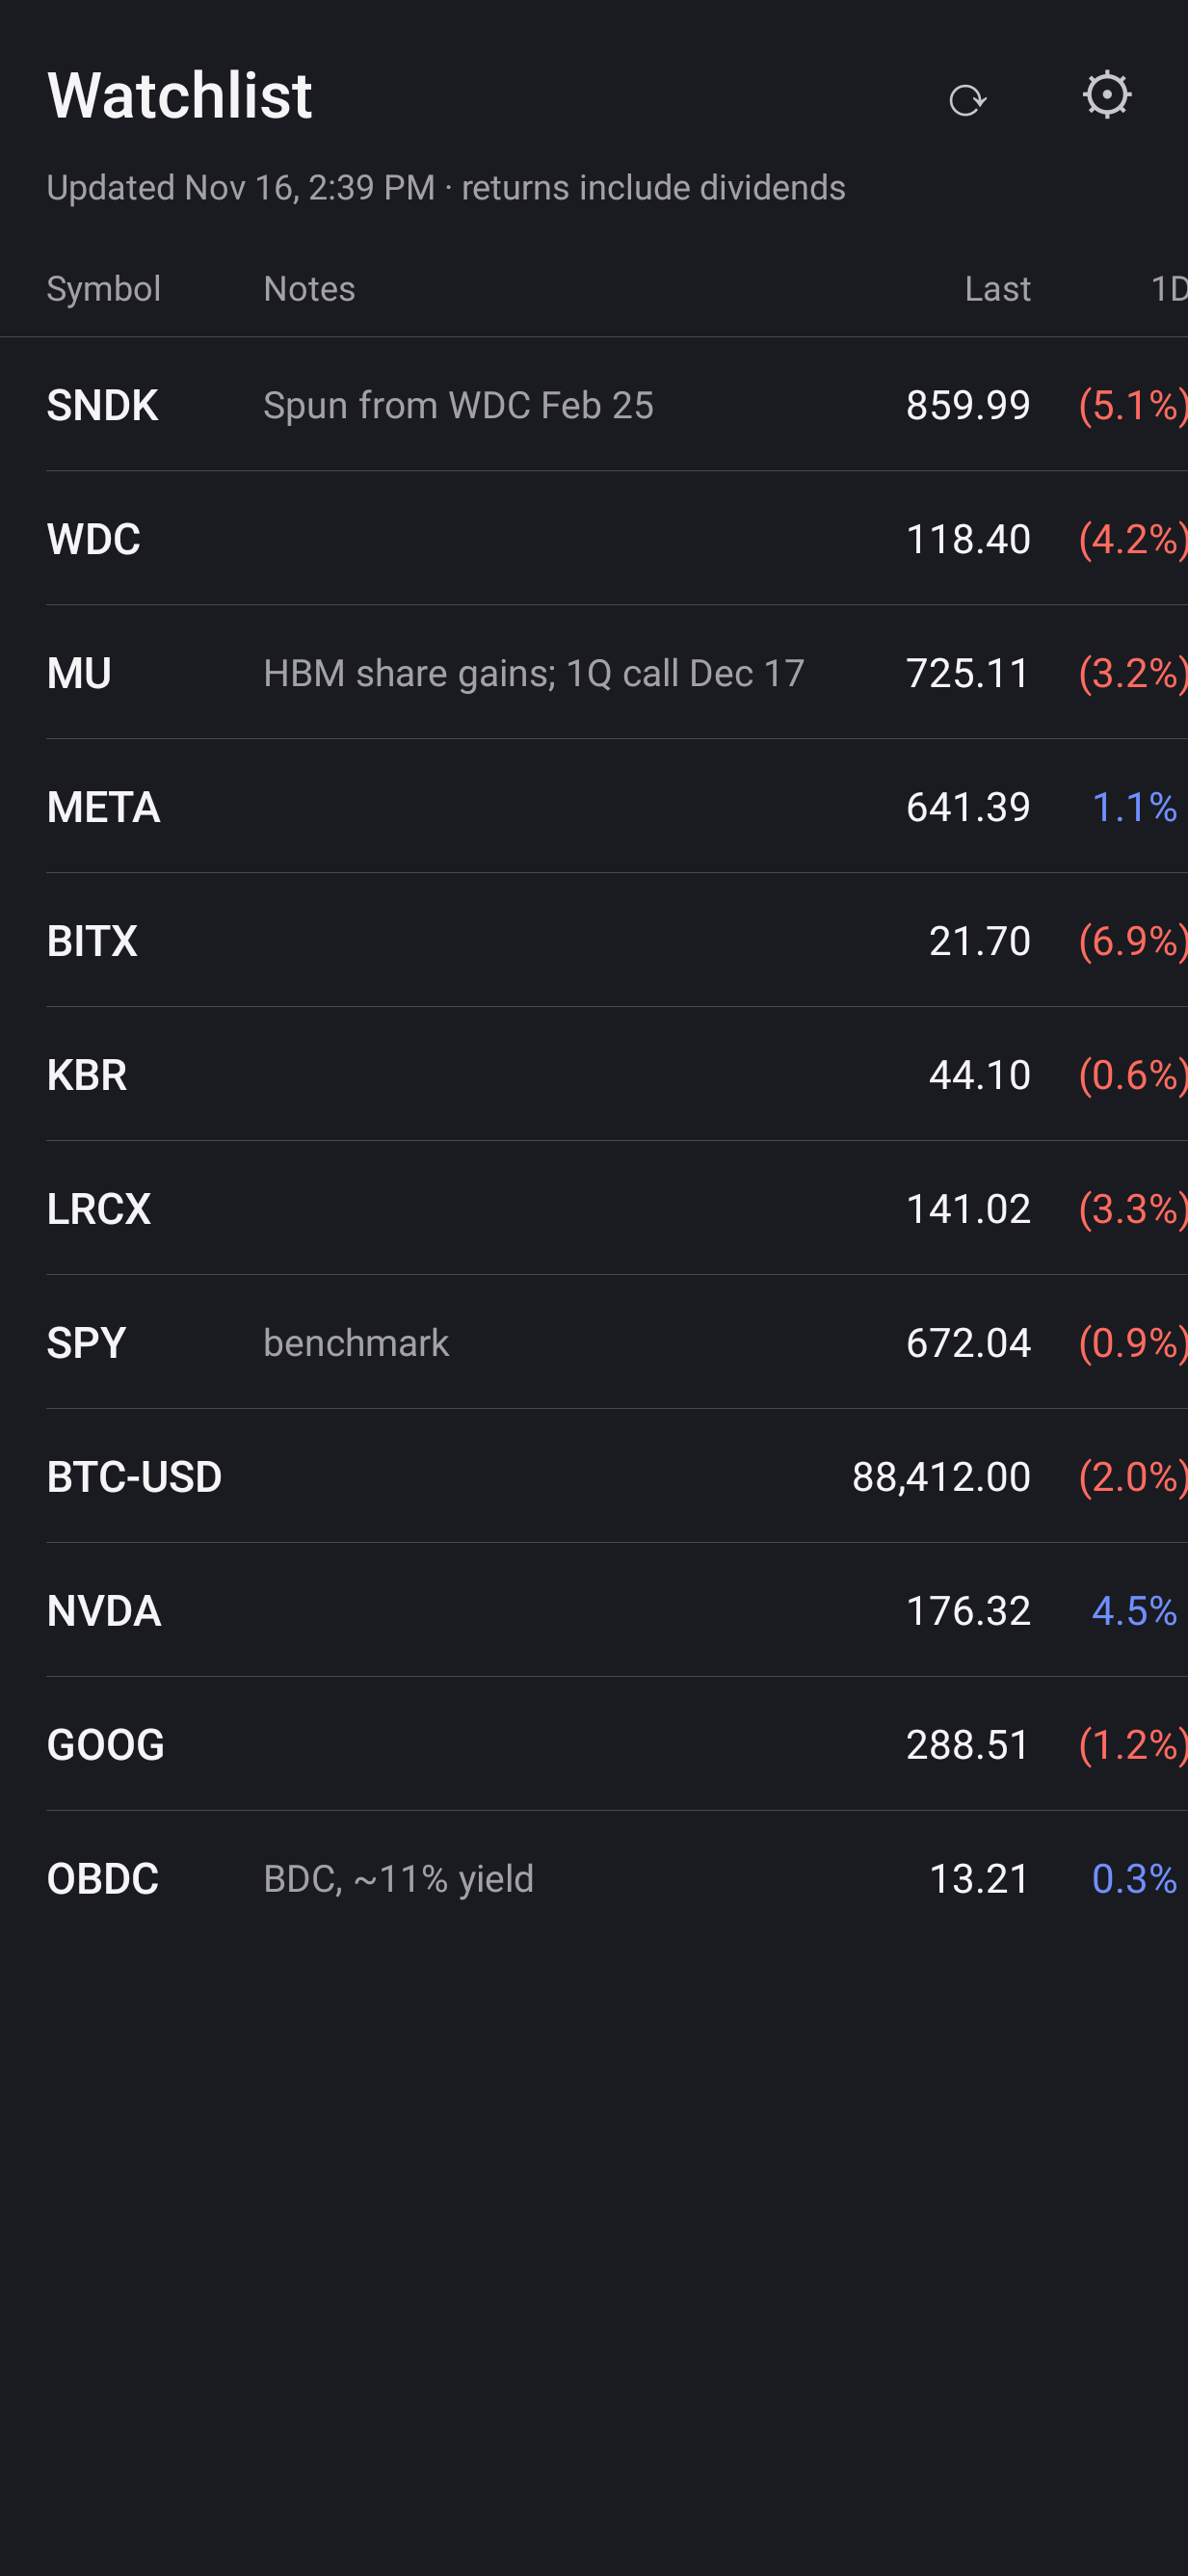 Watchlist
Updated Nov 16, 2:39 PM · returns include dividends
Symbol Notes Last 1D
SNDK Spun from WDC Feb 25 859.99 (5.1%)
WDC 118.40 (4.2%)
MU HBM share gains; 1Q call Dec 17 725.11 (3.2%)
META 641.39 1.1%
BITX 21.70 (6.9%)
KBR 44.10 (0.6%)
LRCX 141.02 (3.3%)
SPY benchmark 672.04 (0.9%)
BTC-USD 88,412.00 (2.0%)
NVDA 176.32 4.5%
GOOG 288.51 (1.2%)
OBDC BDC, ~11% yield 13.21 0.3%